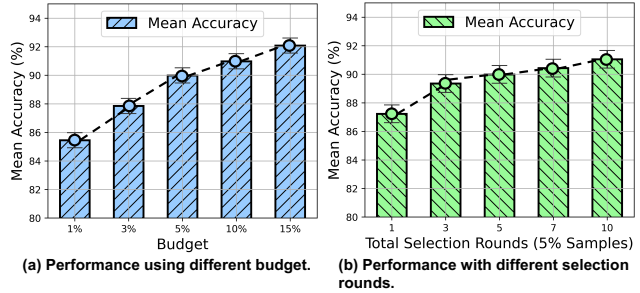 Mean Accuracy
Mean Accuracy (%)
94
92
90
88
86
84
82
80
1%
3%
5%
10%
15%
Budget
(a) Performance using different budget.
Mean Accuracy
Mean Accuracy (%)
94
92
90
88
86
84
82
80
1
3
5
7
10
Total Selection Rounds (5% Samples)
(b) Performance with different selection
rounds.